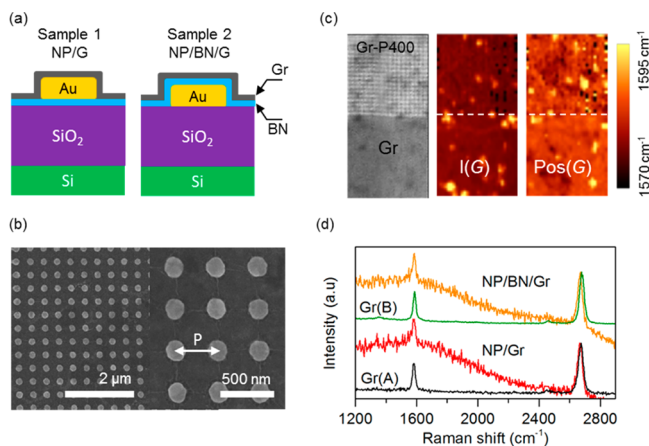 (a)
Sample 1
NP/G
Sample 2
NP/BN/G
Au
Au
Gr
BN
SiO2
SiO2
Si
Si
(b)
P
2 μm
500 nm
(c)
Gr-P400
Gr
I(G)
Pos(G)
1595 cm-1
1570 cm-1
(d)
NP/BN/Gr
Gr(B)
NP/Gr
Gr(A)
Intensity (a.u)
1200 1600 2000 2400 2800
Raman shift (cm-1)